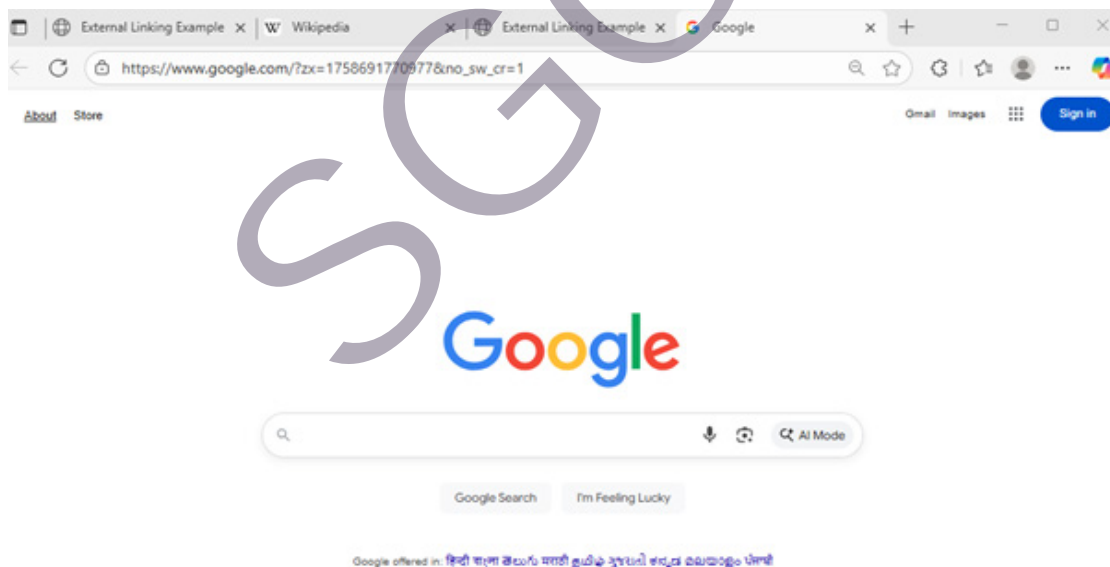 External Linking Example W Wikipedia External Linking Example G Google
https://www.google.com/?zx=1758691770977&no_sw_cr=1
About Store Gmail Images Sign in
Google
AI Mode
Google Search I'm Feeling Lucky
Google offered in: हिन्दी বাংলা తెలుగు मराठी தமிழ் ગુજરાતી ಕನ್ನಡ മലയാളം ਪੰਜਾਬੀ